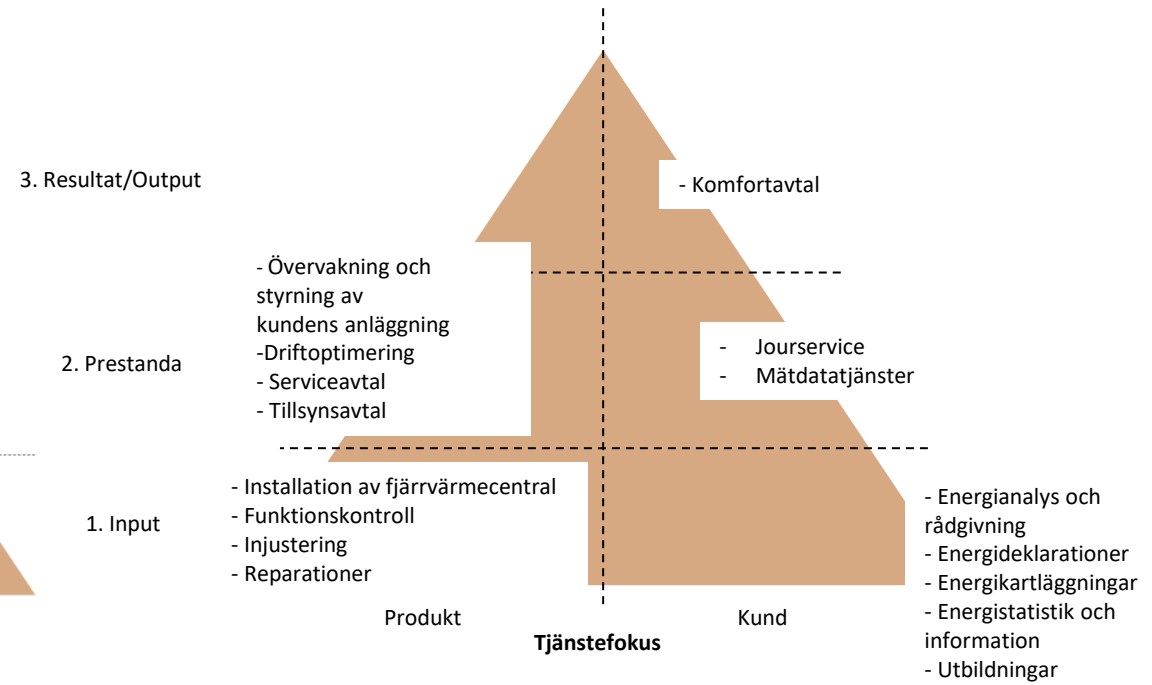 3. Resultat/Output
- Komfortavtal
- Övervakning och
styrning av
kundens anläggning
-Driftoptimering
- Serviceavtal
- Tillsynsavtal
2. Prestanda
- Jourservice
- Mätdatatjänster
1. Input
- Installation av fjärrvärmecentral
- Funktionskontroll
- Injustering
- Reparationer
- Energianalys och
rådgivning
- Energideklarationer
- Energikartläggningar
- Energistatistik och
information
- Utbildningar
Produkt
Kund
Tjänstefokus